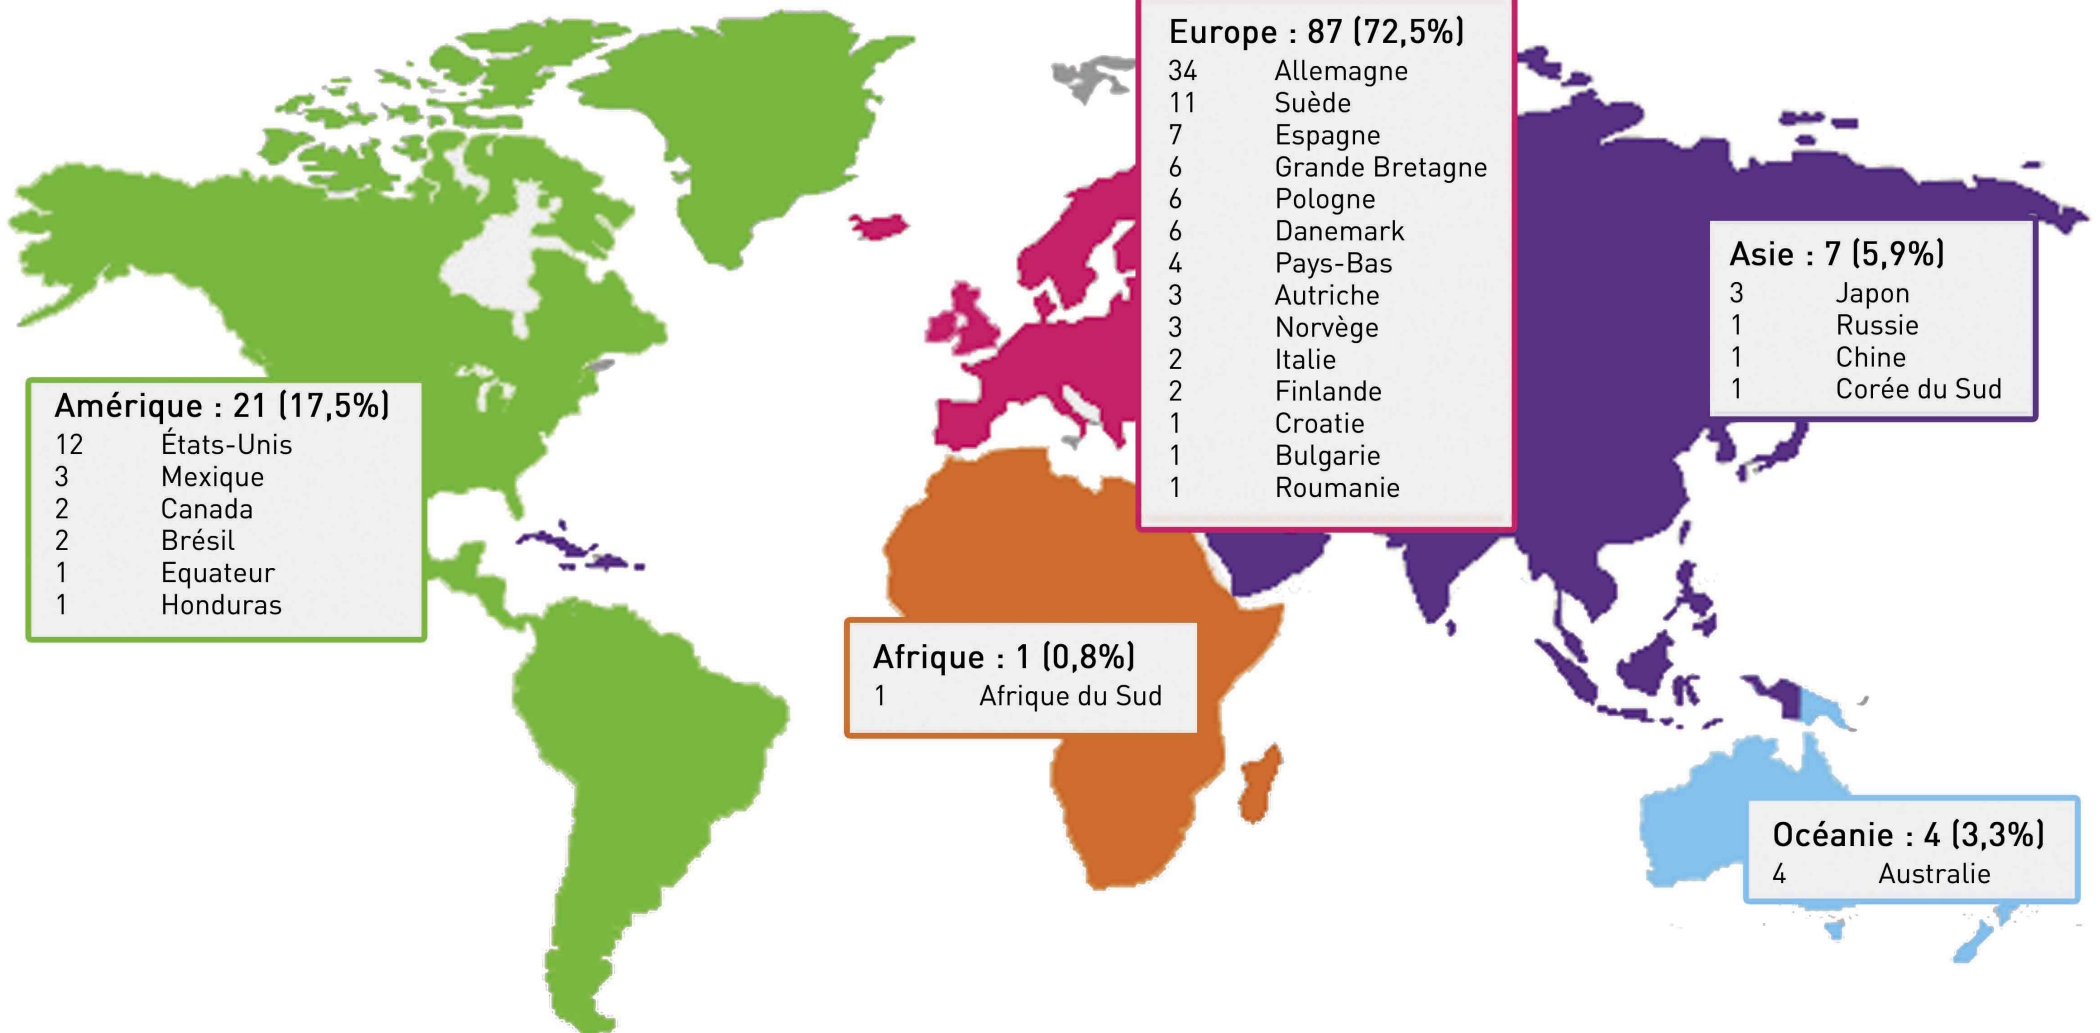 Europe : 87 (72,5%)
34 Allemagne
11 Suède
7 Espagne
6 Grande Bretagne
6 Pologne
6 Danemark
4 Pays-Bas
3 Autriche
3 Norvège
2 Italie
2 Finlande
1 Croatie
1 Bulgarie
1 Roumanie
Asie : 7 (5,9%)
3 Japon
1 Russie
1 Chine
1 Corée du Sud
Amérique : 21 (17,5%)
12 États-Unis
3 Mexique
2 Canada
2 Brésil
1 Equateur
1 Honduras
Afrique : 1 (0,8%)
1 Afrique du Sud
Océanie : 4 (3,3%)
4 Australie